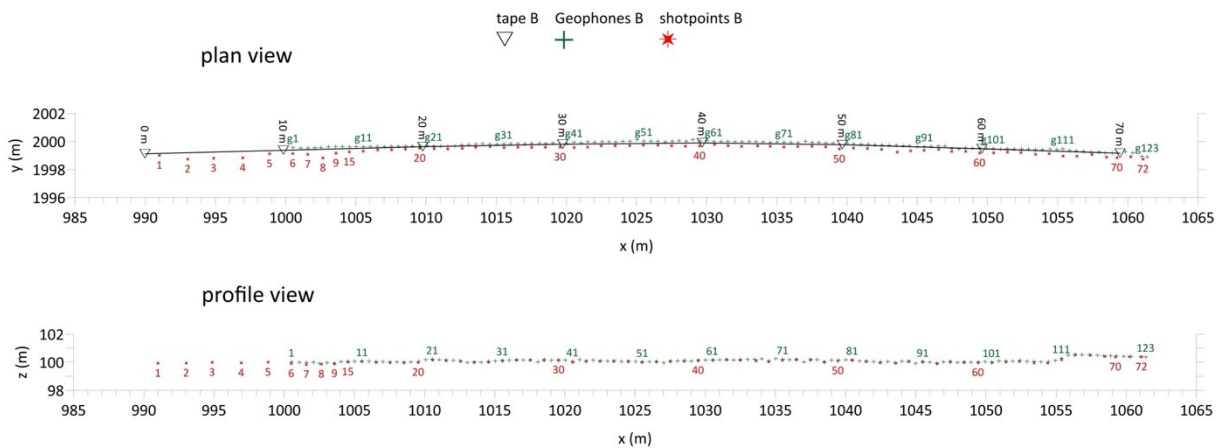 tape B Geophones B shotpoints B
plan view
0 m 10 m 20 m 30 m 40 m 50 m 60 m 70 m
g1 g11 g21 g31 g41 g51 g61 g71 g81 g91 g101 g111 g123
1 2 3 4 5 6 7 8 9 15 20 30 40 50 60 70 72
y (m)
2002
2000
1998
1996
985 990 995 1000 1005 1010 1015 1020 1025 1030 1035 1040 1045 1050 1055 1060 1065
x (m)
profile view
1 11 21 31 41 51 61 71 81 91 101 111 123
1 2 3 4 5 6 7 8 9 15 20 30 40 50 60 70 72
z (m)
102
100
98
985 990 995 1000 1005 1010 1015 1020 1025 1030 1035 1040 1045 1050 1055 1060 1065
x (m)